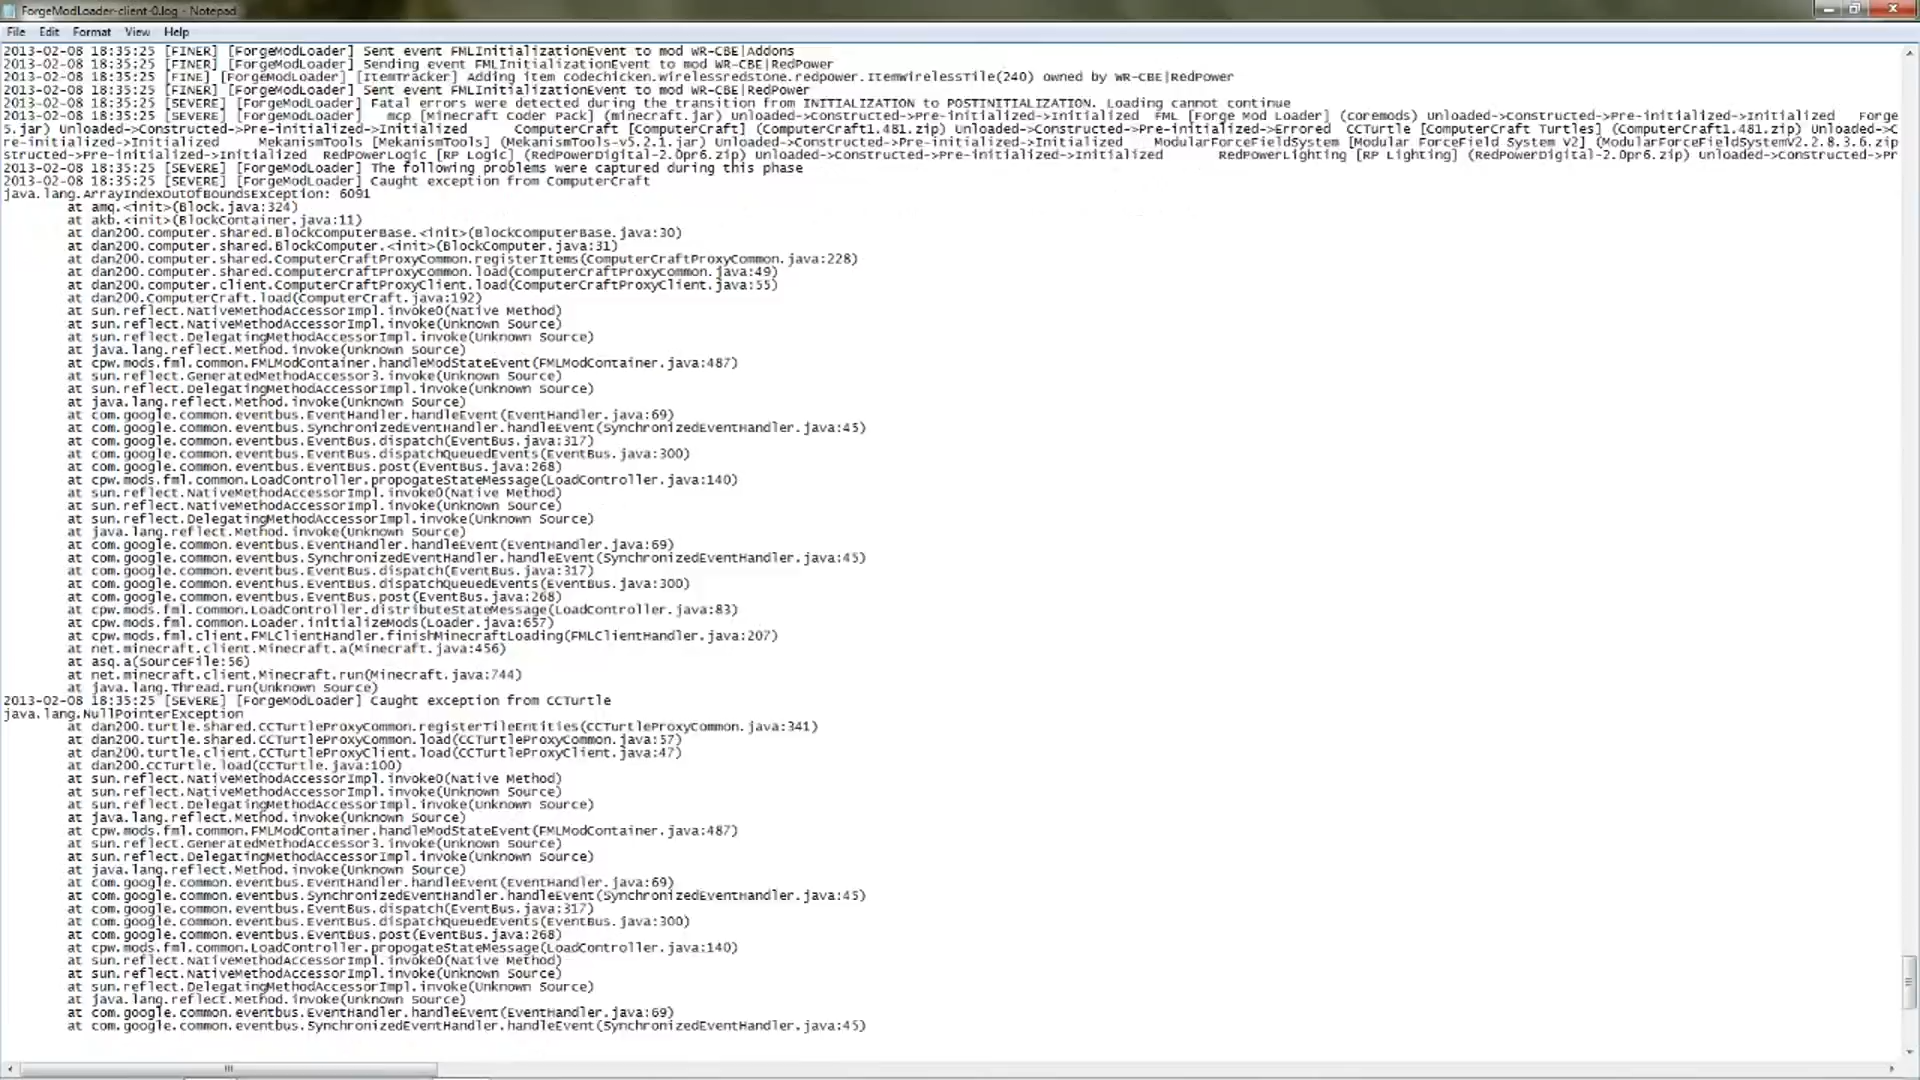 ForgeModLoader-client-0.log - Notepad
File Edit Format View Help
2013-02-08 18:35:25 [FINER] [ForgeModLoader] Sent event FMLInitializationEvent to mod WR-CBE|Addons
2013-02-08 18:35:25 [FINER] [ForgeModLoader] Sending event FMLInitializationEvent to mod WR-CBE|RedPower
2013-02-08 18:35:25 [FINE] [ForgeModLoader] [ItemTracker] Adding item codechicken.wirelessredstone.redpower.ItemWirelessTile(240) owned by WR-CBE|RedPower
2013-02-08 18:35:25 [FINER] [ForgeModLoader] Sent event FMLInitializationEvent to mod WR-CBE|RedPower
2013-02-08 18:35:25 [SEVERE] [ForgeModLoader] Fatal errors were detected during the transition from INITIALIZATION to POSTINITIALIZATION. Loading cannot continue
2013-02-08 18:35:25 [SEVERE] [ForgeModLoader] mcp [Minecraft Coder Pack] (minecraft.jar) Unloaded->Constructed->Pre-initialized->Initialized FML [Forge Mod Loader] (coremods) Unloaded->Constructed->Pre-initialized->Initialized Forge
5.jar) Unloaded->Constructed->Pre-initialized->Initialized ComputerCraft [ComputerCraft] (ComputerCraft1.481.zip) Unloaded->Constructed->Pre-initialized->Errored CCTurtle [ComputerCraft Turtles] (ComputerCraft1.481.zip) Unloaded->C
re-initialized->Initialized MekanismTools [MekanismTools] (MekanismTools-v5.2.1.jar) Unloaded->Constructed->Pre-initialized->Initialized ModularForceFieldSystem [Modular ForceField System V2] (ModularForceFieldSystemV2.2.8.3.6.zip
structed->Pre-initialized->Initialized RedPowerLogic [RP Logic] (RedPowerDigital-2.0pr6.zip) Unloaded->Constructed->Pre-initialized->Initialized RedPowerLighting [RP Lighting] (RedPowerDigital-2.0pr6.zip) Unloaded->Constructed->Pr
2013-02-08 18:35:25 [SEVERE] [ForgeModLoader] The following problems were captured during this phase
2013-02-08 18:35:25 [SEVERE] [ForgeModLoader] Caught exception from ComputerCraft
java.lang.ArrayIndexOutOfBoundsException: 6091
at amq.<init>(Block.java:324)
at akb.<init>(BlockContainer.java:11)
at dan200.computer.shared.BlockComputerBase.<init>(BlockComputerBase.java:30)
at dan200.computer.shared.BlockComputer.<init>(BlockComputer.java:31)
at dan200.computer.shared.ComputerCraftProxyCommon.registerItems(ComputerCraftProxyCommon.java:228)
at dan200.computer.shared.ComputerCraftProxyCommon.load(ComputerCraftProxyCommon.java:49)
at dan200.computer.client.ComputerCraftProxyClient.load(ComputerCraftProxyClient.java:55)
at dan200.ComputerCraft.load(ComputerCraft.java:192)
at sun.reflect.NativeMethodAccessorImpl.invoke0(Native Method)
at sun.reflect.NativeMethodAccessorImpl.invoke(Unknown Source)
at sun.reflect.DelegatingMethodAccessorImpl.invoke(Unknown Source)
at java.lang.reflect.Method.invoke(Unknown Source)
at cpw.mods.fml.common.FMLModContainer.handleModStateEvent(FMLModContainer.java:487)
at sun.reflect.GeneratedMethodAccessor3.invoke(Unknown Source)
at sun.reflect.DelegatingMethodAccessorImpl.invoke(Unknown Source)
at java.lang.reflect.Method.invoke(Unknown Source)
at com.google.common.eventbus.EventHandler.handleEvent(EventHandler.java:69)
at com.google.common.eventbus.SynchronizedEventHandler.handleEvent(SynchronizedEventHandler.java:45)
at com.google.common.eventbus.EventBus.dispatch(EventBus.java:317)
at com.google.common.eventbus.EventBus.dispatchQueuedEvents(EventBus.java:300)
at com.google.common.eventbus.EventBus.post(EventBus.java:268)
at cpw.mods.fml.common.LoadController.propogateStateMessage(LoadController.java:140)
at sun.reflect.NativeMethodAccessorImpl.invoke0(Native Method)
at sun.reflect.NativeMethodAccessorImpl.invoke(Unknown Source)
at sun.reflect.DelegatingMethodAccessorImpl.invoke(Unknown Source)
at java.lang.reflect.Method.invoke(Unknown Source)
at com.google.common.eventbus.EventHandler.handleEvent(EventHandler.java:69)
at com.google.common.eventbus.SynchronizedEventHandler.handleEvent(SynchronizedEventHandler.java:45)
at com.google.common.eventbus.EventBus.dispatch(EventBus.java:317)
at com.google.common.eventbus.EventBus.dispatchQueuedEvents(EventBus.java:300)
at com.google.common.eventbus.EventBus.post(EventBus.java:268)
at cpw.mods.fml.common.LoadController.distributeStateMessage(LoadController.java:83)
at cpw.mods.fml.common.Loader.initializeMods(Loader.java:657)
at cpw.mods.fml.client.FMLClientHandler.finishMinecraftLoading(FMLClientHandler.java:207)
at net.minecraft.client.Minecraft.a(Minecraft.java:456)
at asq.a(SourceFile:56)
at net.minecraft.client.Minecraft.run(Minecraft.java:744)
at java.lang.Thread.run(Unknown Source)
2013-02-08 18:35:25 [SEVERE] [ForgeModLoader] Caught exception from CCTurtle
java.lang.NullPointerException
at dan200.turtle.shared.CCTurtleProxyCommon.registerTileEntities(CCTurtleProxyCommon.java:341)
at dan200.turtle.shared.CCTurtleProxyCommon.load(CCTurtleProxyCommon.java:57)
at dan200.turtle.client.CCTurtleProxyClient.load(CCTurtleProxyClient.java:47)
at dan200.CCTurtle.load(CCTurtle.java:100)
at sun.reflect.NativeMethodAccessorImpl.invoke0(Native Method)
at sun.reflect.NativeMethodAccessorImpl.invoke(Unknown Source)
at sun.reflect.DelegatingMethodAccessorImpl.invoke(Unknown Source)
at java.lang.reflect.Method.invoke(Unknown Source)
at cpw.mods.fml.common.FMLModContainer.handleModStateEvent(FMLModContainer.java:487)
at sun.reflect.GeneratedMethodAccessor3.invoke(Unknown Source)
at sun.reflect.DelegatingMethodAccessorImpl.invoke(Unknown Source)
at java.lang.reflect.Method.invoke(Unknown Source)
at com.google.common.eventbus.EventHandler.handleEvent(EventHandler.java:69)
at com.google.common.eventbus.SynchronizedEventHandler.handleEvent(SynchronizedEventHandler.java:45)
at com.google.common.eventbus.EventBus.dispatch(EventBus.java:317)
at com.google.common.eventbus.EventBus.dispatchQueuedEvents(EventBus.java:300)
at com.google.common.eventbus.EventBus.post(EventBus.java:268)
at cpw.mods.fml.common.LoadController.propogateStateMessage(LoadController.java:140)
at sun.reflect.NativeMethodAccessorImpl.invoke0(Native Method)
at sun.reflect.NativeMethodAccessorImpl.invoke(Unknown Source)
at sun.reflect.DelegatingMethodAccessorImpl.invoke(Unknown Source)
at java.lang.reflect.Method.invoke(Unknown Source)
at com.google.common.eventbus.EventHandler.handleEvent(EventHandler.java:69)
at com.google.common.eventbus.SynchronizedEventHandler.handleEvent(SynchronizedEventHandler.java:45)